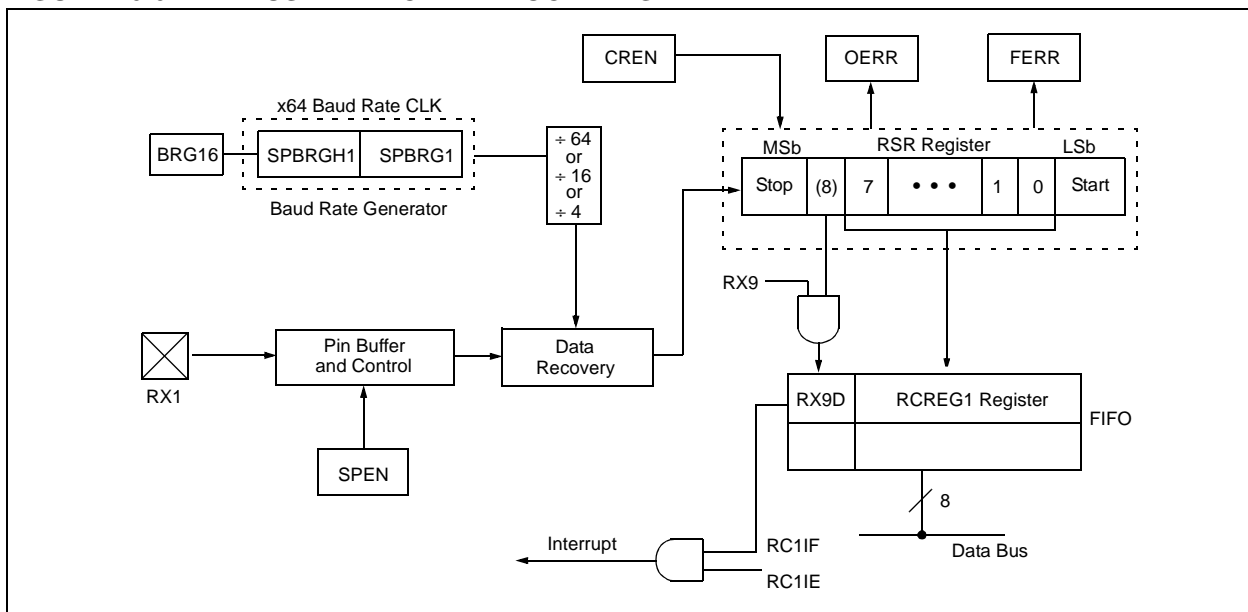 CREN
OERR
FERR
x64 Baud Rate CLK
BRG16
SPBRGH1
SPBRG1
Baud Rate Generator
÷ 64
or
÷ 16
or
÷ 4
MSb
RSR Register
LSb
Stop
(8)
7
• • •
1
0
Start
RX9
RX1
Pin Buffer
and Control
Data
Recovery
SPEN
RX9D
RCREG1 Register
FIFO
8
Data Bus
Interrupt
RC1IF
RC1IE